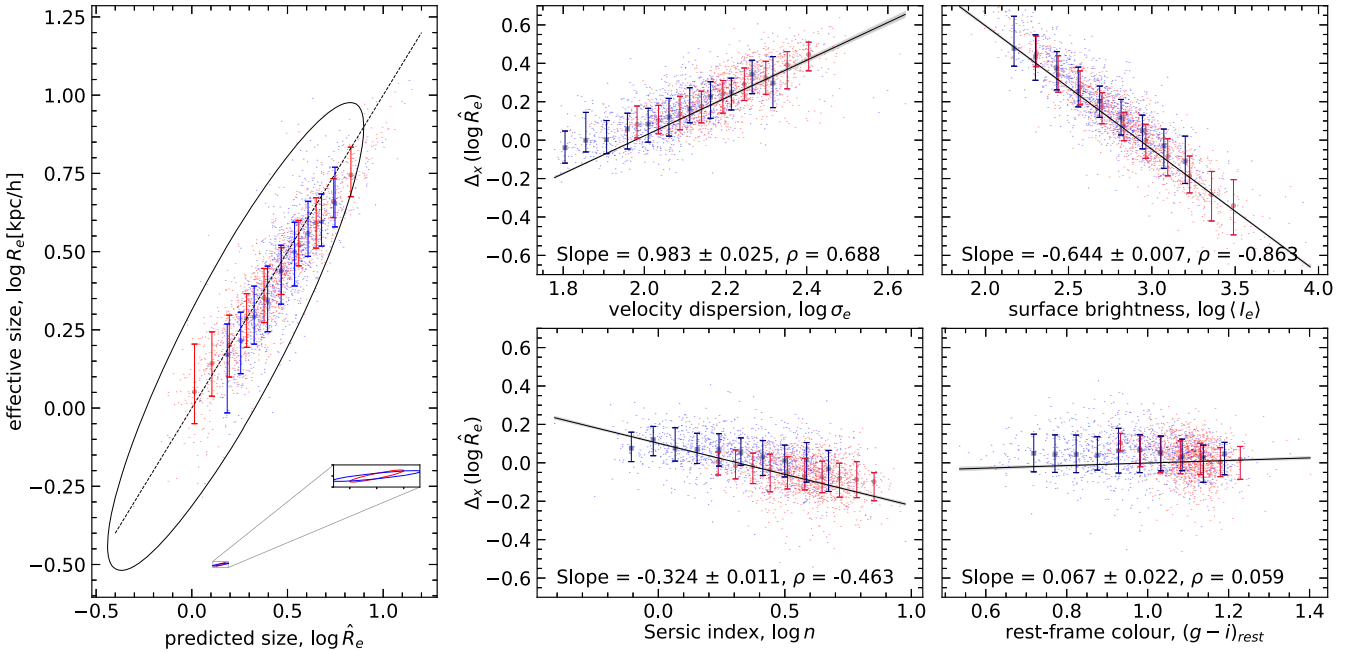 effective size, log R_e[kpc/h]
1.00
0.75
0.50
0.25
0.00
−0.25
−0.50
−0.5 0.0 0.5 1.0
predicted size, log R̂_e
Δ_x (log R̂_e)
0.6
0.4
0.2
0.0
−0.2
−0.4
−0.6
Slope = 0.983 ± 0.025, ρ = 0.688
1.8 2.0 2.2 2.4 2.6
velocity dispersion, log σ_e
Slope = -0.644 ± 0.007, ρ = -0.863
2.0 2.5 3.0 3.5 4.0
surface brightness, log ⟨I_e⟩
Δ_x (log R̂_e)
0.6
0.4
0.2
0.0
−0.2
−0.4
−0.6
Slope = -0.324 ± 0.011, ρ = -0.463
0.0 0.5 1.0
Sersic index, log n
Slope = 0.067 ± 0.022, ρ = 0.059
0.6 0.8 1.0 1.2 1.4
rest-frame colour, (g − i)_rest